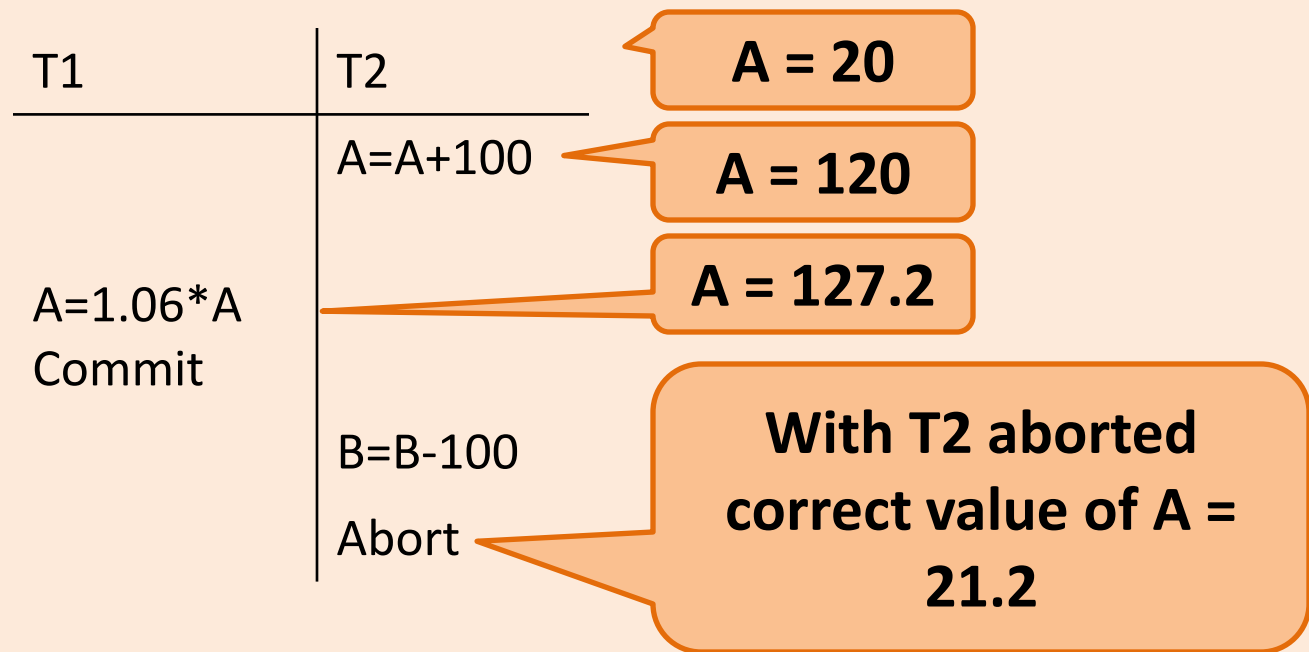 T1
T2
A = 20
A=A+100
A = 120
A=1.06*A
A = 127.2
Commit
B=B-100
Abort
With T2 aborted
correct value of A =
21.2